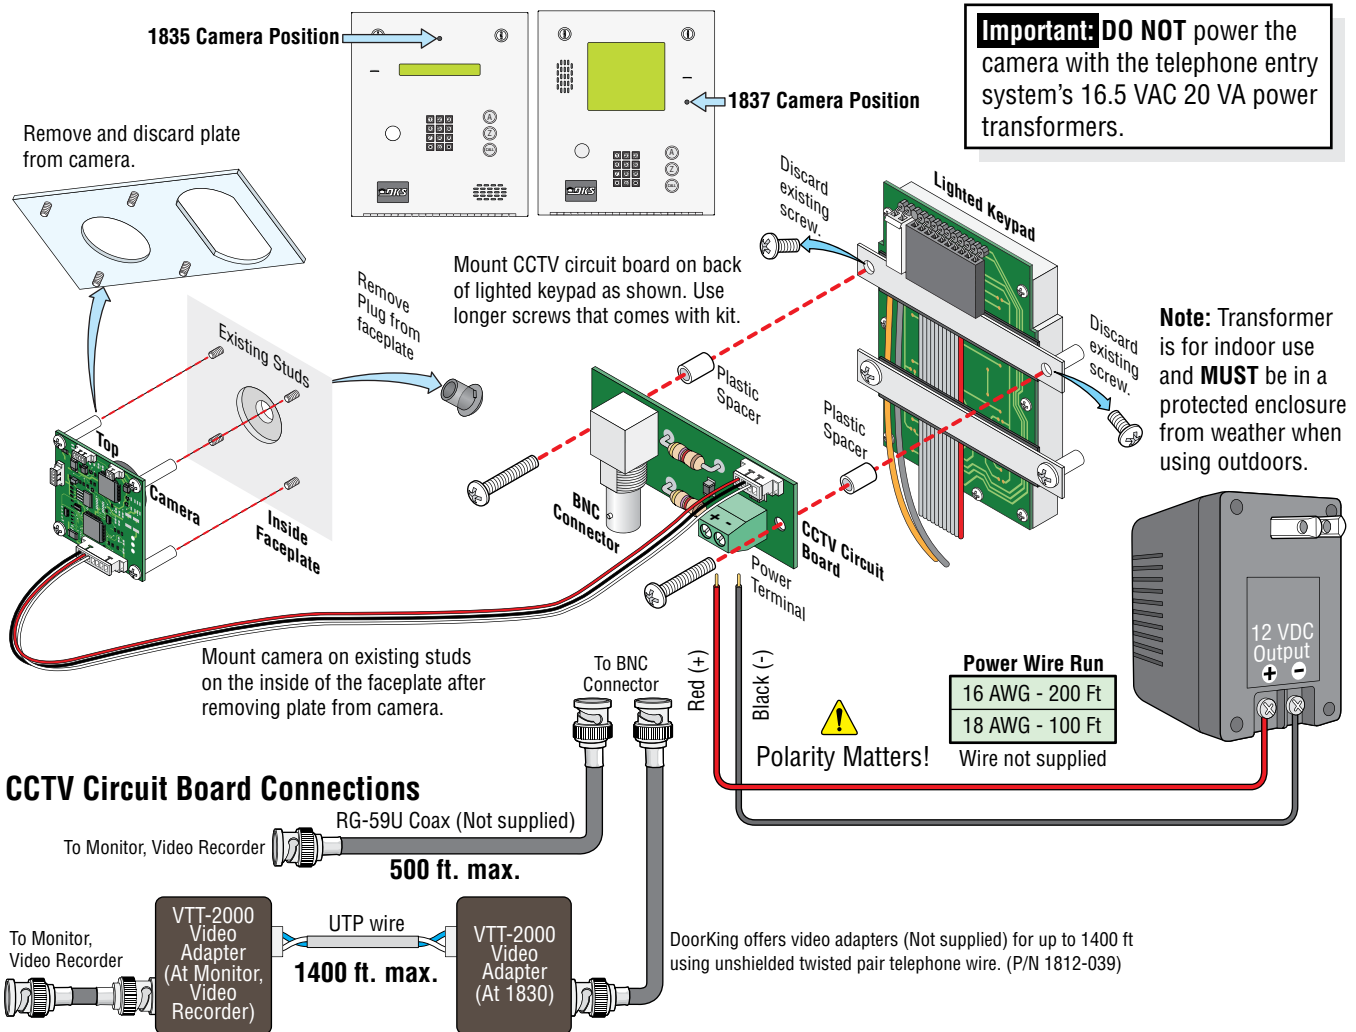 1835 Camera Position
1837 Camera Position
Important: DO NOT power the
camera with the telephone entry
system's 16.5 VAC 20 VA power
transformers.
Remove and discard plate
from camera.
A
Z
CALL
DKS
A
Z
CALL
DKS
Discard
existing
screw.
Lighted Keypad
Mount CCTV circuit board on back
of lighted keypad as shown. Use
longer screws that comes with kit.
Remove
Plug from
faceplate
Existing Studs
Discard
existing
screw.
Note: Transformer
is for indoor use
and MUST be in a
protected enclosure
from weather when
using outdoors.
Plastic
Spacer
Plastic
Spacer
Top
Camera
Inside
Faceplate
BNC
Connector
+ -
CCTV Circuit
Board
Power
Terminal
12 VDC
Output
+ −
Mount camera on existing studs
on the inside of the faceplate after
removing plate from camera.
To BNC
Connector
Red (+)
Black (-)
Power Wire Run
16 AWG - 200 Ft
18 AWG - 100 Ft
Wire not supplied
!
Polarity Matters!
CCTV Circuit Board Connections
RG-59U Coax (Not supplied)
To Monitor, Video Recorder
500 ft. max.
To Monitor,
Video Recorder
VTT-2000
Video
Adapter
(At Monitor,
Video
Recorder)
UTP wire
1400 ft. max.
VTT-2000
Video
Adapter
(At 1830)
DoorKing offers video adapters (Not supplied) for up to 1400 ft
using unshielded twisted pair telephone wire. (P/N 1812-039)